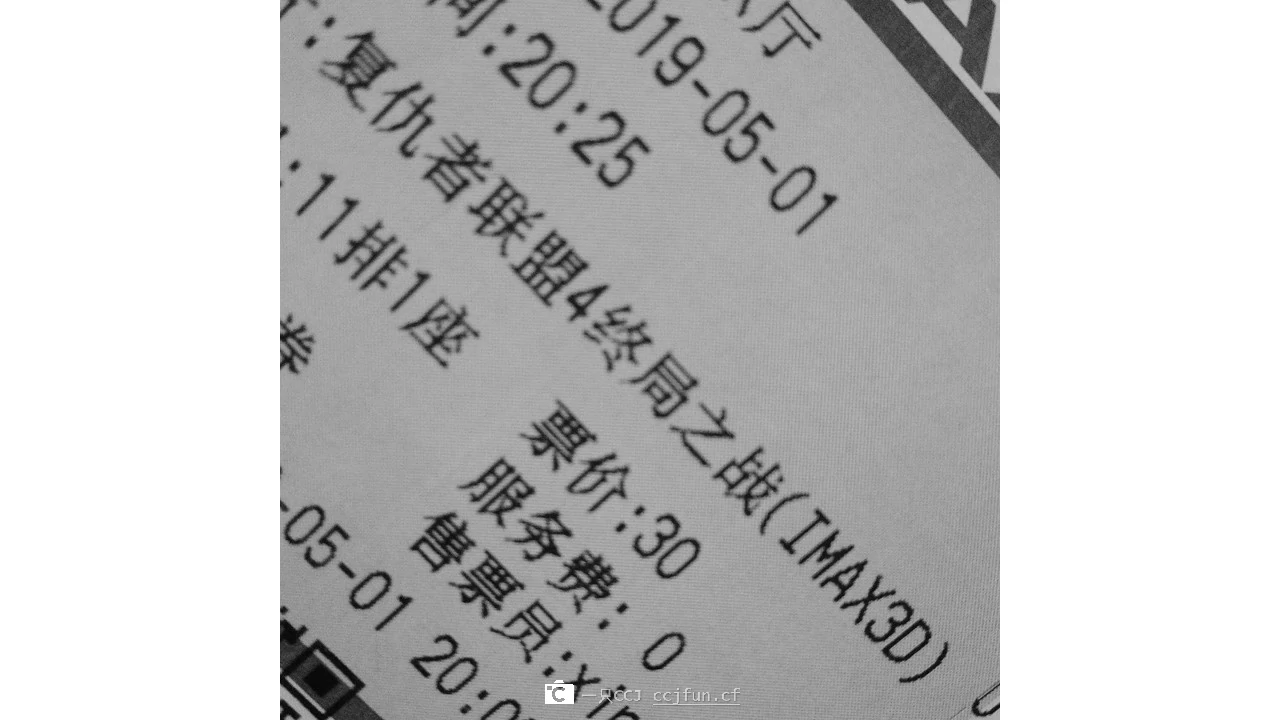 厅
2019-05-01
间:20:25
:复仇者联盟4终局之战(IMAX3D)
:11排1座
券
票价:30
服务费: 0
售票员:xin
-05-01 20:0
一只CCJ ccjfun.cf